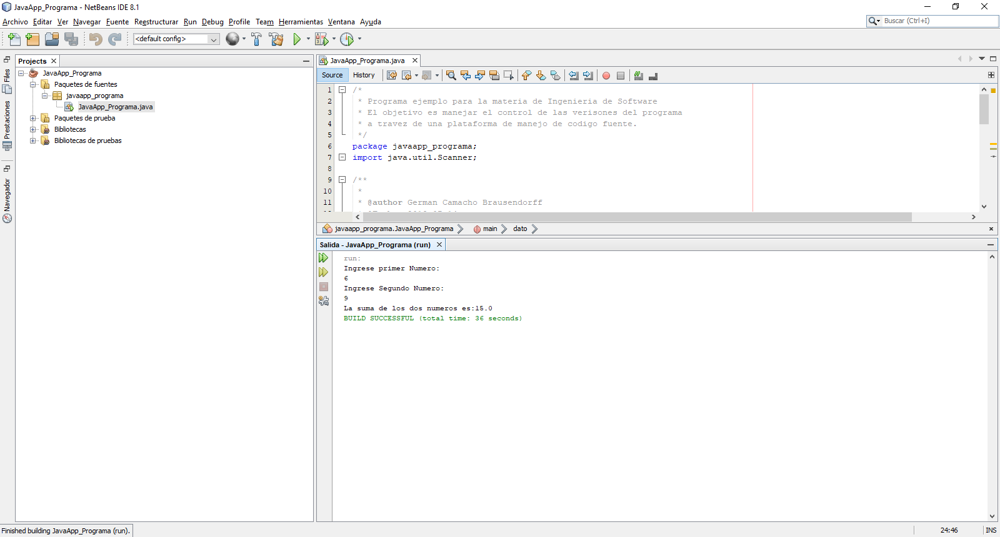 JavaApp_Programa - NetBeans IDE 8.1
Archivo Editar Ver Navegar Fuente Reestructurar Run Debug Profile Team Herramientas Ventana Ayuda
Buscar (Ctrl+I)
<default config>
Files
Prestaciones
Navegador
Projects
JavaApp_Programa
Paquetes de fuentes
javaapp_programa
JavaApp_Programa.java
Paquetes de prueba
Bibliotecas
Bibliotecas de pruebas
JavaApp_Programa.java
Source History
1 /*
2 * Programa ejemplo para la materia de Ingenieria de Software
3 * El objetivo es manejar el control de las verisones del programa
4 * a travez de una plataforma de manejo de codigo fuente.
5 */
6 package javaapp_programa;
7 import java.util.Scanner;
8
9 /**
10 *
11 * @author German Camacho Brausendorff
javaapp_programa.JavaApp_Programa main dato
Salida - JavaApp_Programa (run)
run:
Ingrese primer Numero:
6
Ingrese Segundo Numero:
9
La suma de los dos numeros es:15.0
BUILD SUCCESSFUL (total time: 36 seconds)
Finished building JavaApp_Programa (run).
24:46 INS